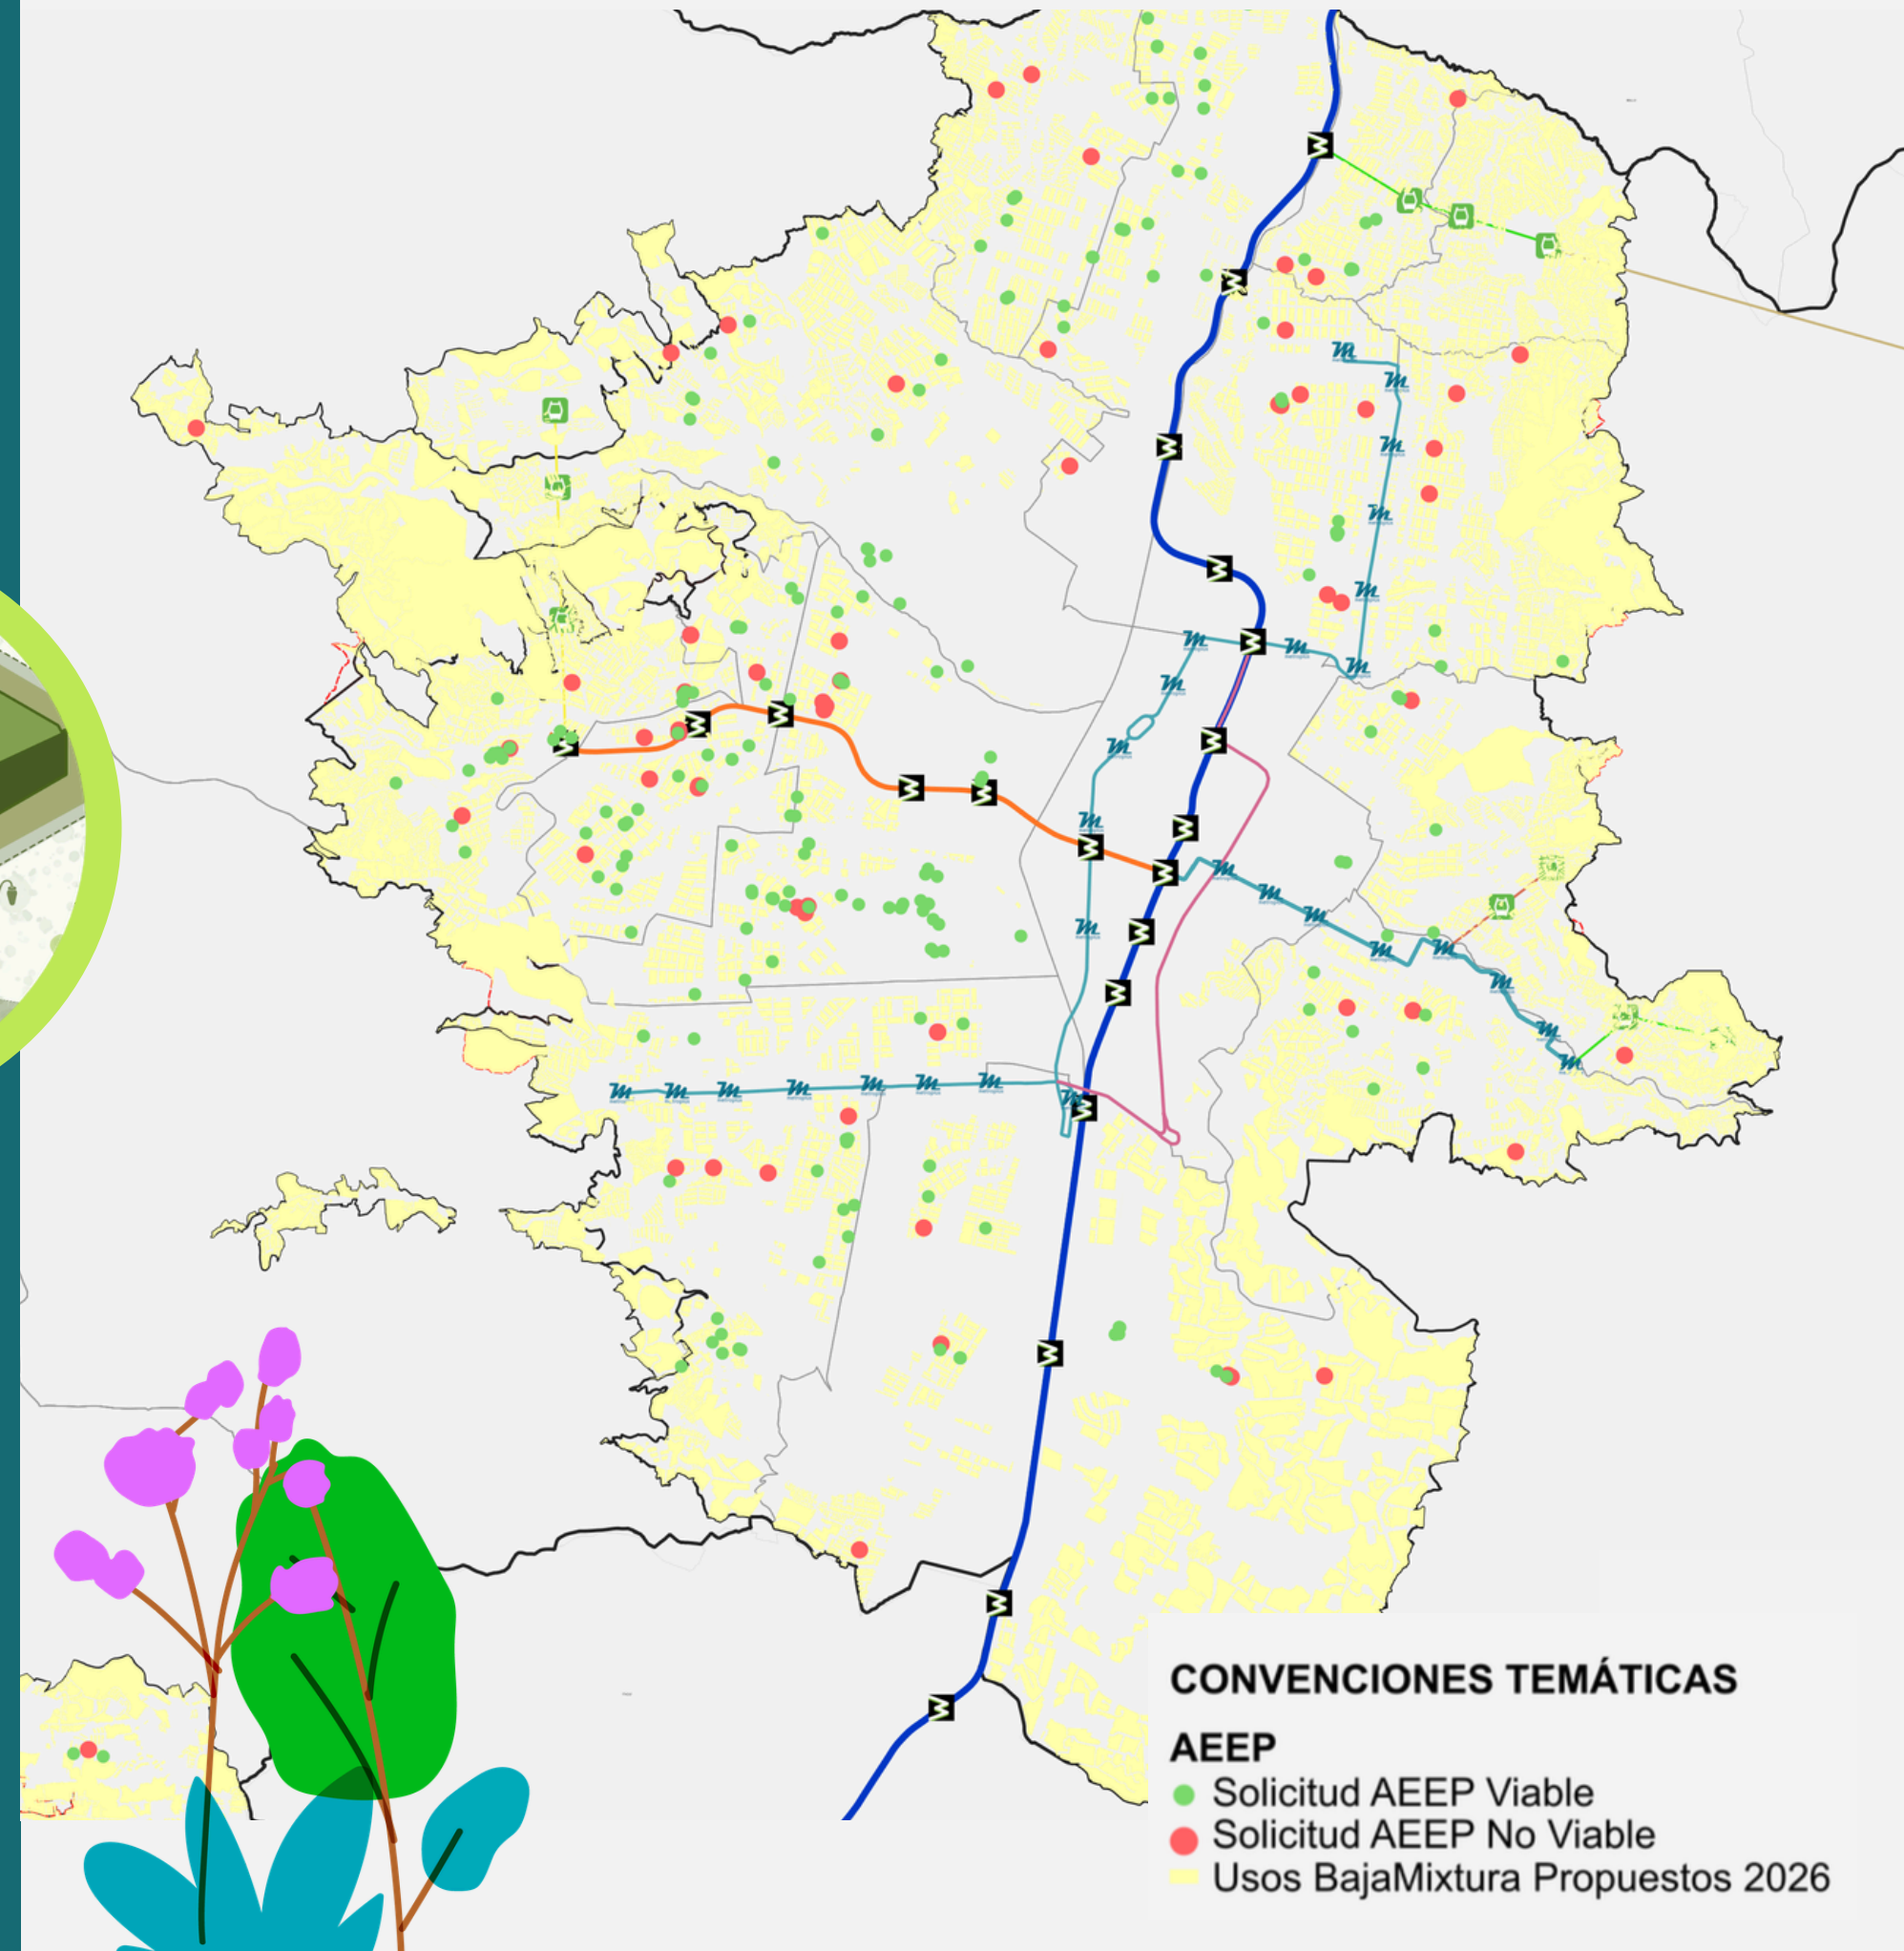 CONVENCIONES TEMÁTICAS
AEEP
Solicitud AEEP Viable
Solicitud AEEP No Viable
Usos BajaMixtura Propuestos 2026